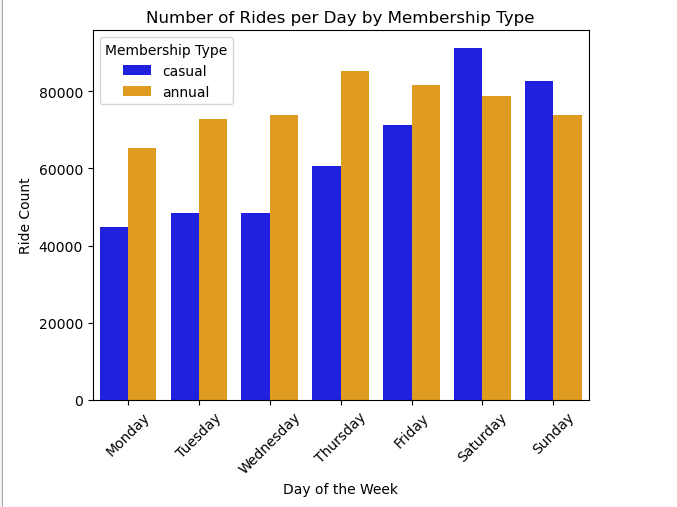 Number of Rides per Day by Membership Type
Membership Type
casual
annual
Ride Count
80000
60000
40000
20000
0
Monday
Tuesday
Wednesday
Thursday
Friday
Saturday
Sunday
Day of the Week